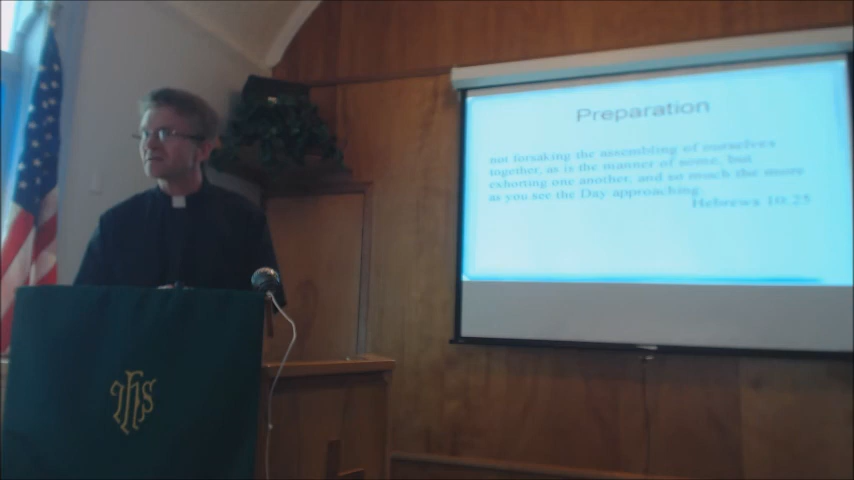 Preparation
not forsaking the assembling of ourselves
together, as is the manner of some, but
exhorting one another, and so much the more
as you see the Day approaching.
Hebrews 10:25
IHS